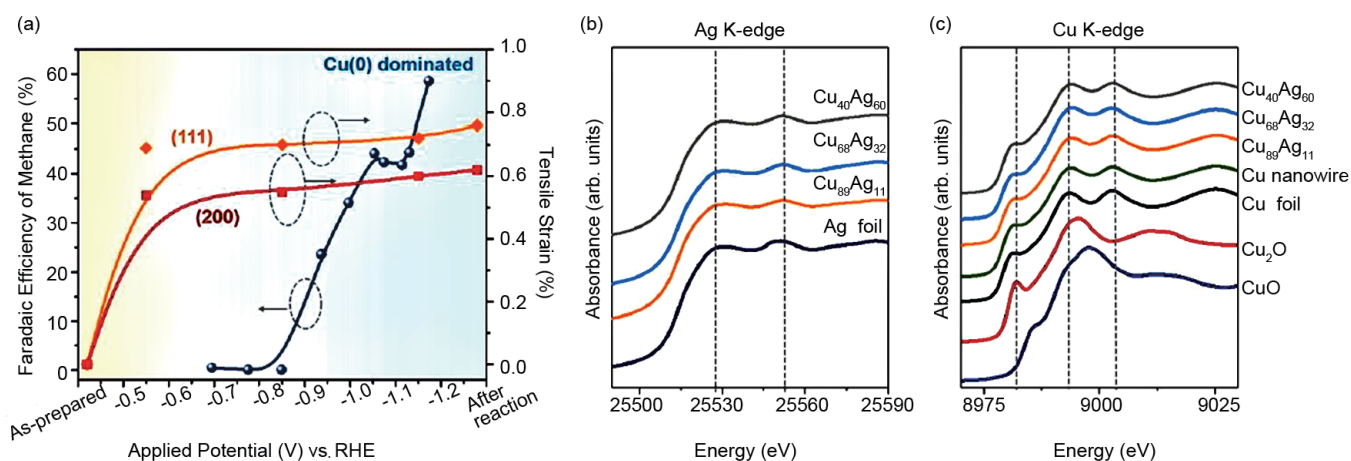 (a)
Faradaic Efficiency of Methane (%)
60
50
40
30
20
10
0
Cu(0) dominated
(111)
(200)
1.0
0.8
0.6
0.4
0.2
0.0
Tensile Strain (%)
As-prepared
-0.5
-0.6
-0.7
-0.8
-0.9
-1.0
-1.1
-1.2
After
reaction
Applied Potential (V) vs. RHE
(b)
Ag K-edge
Absorbance (arb. units)
Cu40Ag60
Cu68Ag32
Cu89Ag11
Ag foil
25500
25530
25560
25590
Energy (eV)
(c)
Cu K-edge
Absorbance (arb. units)
Cu40Ag60
Cu68Ag32
Cu89Ag11
Cu nanowire
Cu foil
Cu2O
CuO
8975
9000
9025
Energy (eV)